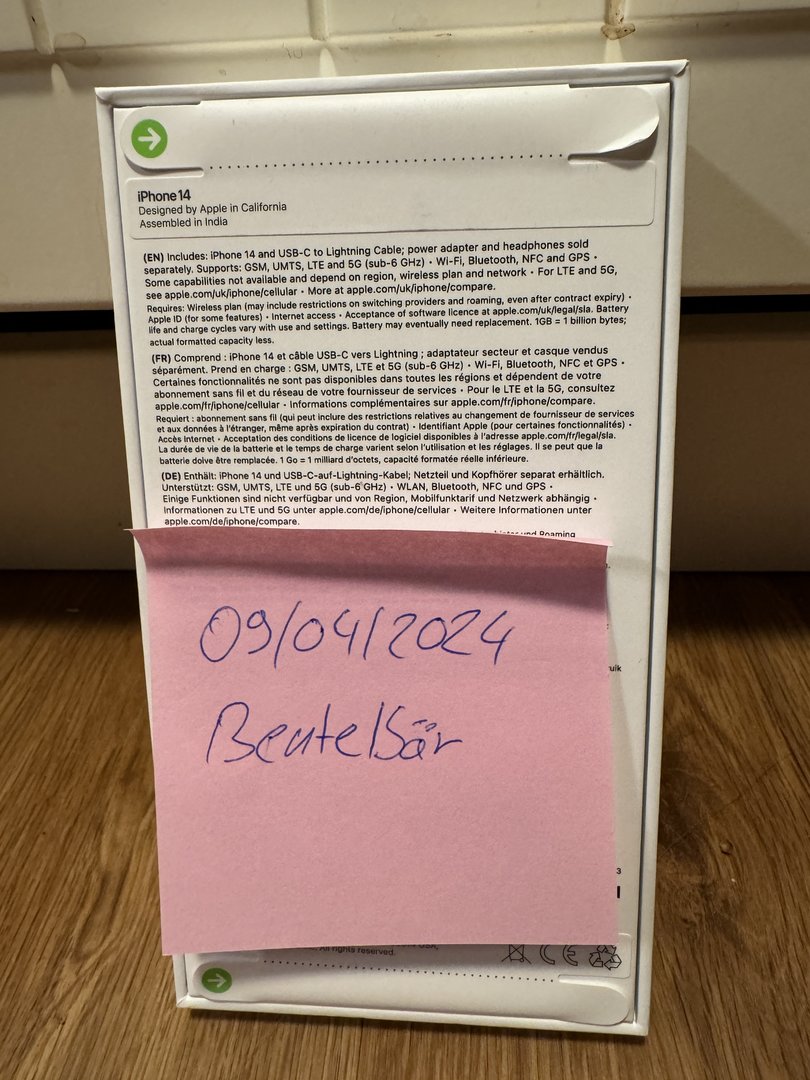 iPhone 14
Designed by Apple in California
Assembled in India
(EN) Includes: iPhone 14 and USB-C to Lightning Cable; power adapter and headphones sold
separately. Supports: GSM, UMTS, LTE and 5G (sub-6 GHz) • Wi-Fi, Bluetooth, NFC and GPS •
Some capabilities not available and depend on region, wireless plan and network • For LTE and 5G,
see apple.com/uk/iphone/cellular • More at apple.com/uk/iphone/compare.
Requires: Wireless plan (may include restrictions on switching providers and roaming, even after contract expiry) •
Apple ID (for some features) • Internet access • Acceptance of software licence at apple.com/uk/legal/sla. Battery
life and charge cycles vary with use and settings. Battery may eventually need replacement. 1GB = 1 billion bytes;
actual formatted capacity less.
(FR) Comprend : iPhone 14 et câble USB-C vers Lightning ; adaptateur secteur et casque vendus
séparément. Prend en charge : GSM, UMTS, LTE et 5G (sub-6 GHz) • Wi-Fi, Bluetooth, NFC et GPS •
Certaines fonctionnalités ne sont pas disponibles dans toutes les régions et dépendent de votre
abonnement sans fil et du réseau de votre fournisseur de services • Pour le LTE et la 5G, consultez
apple.com/fr/iphone/cellular • Informations complémentaires sur apple.com/fr/iphone/compare.
Requiert : abonnement sans fil (qui peut inclure des restrictions relatives au changement de fournisseur de services
et aux données à l'étranger, même après expiration du contrat) • Identifiant Apple (pour certaines fonctionnalités) •
Accès Internet • Acceptation des conditions de licence de logiciel disponibles à l'adresse apple.com/fr/legal/sla.
La durée de vie de la batterie et le temps de charge varient selon l'utilisation et les réglages. Il se peut que la
batterie doive être remplacée. 1 Go = 1 milliard d'octets, capacité formatée réelle inférieure.
(DE) Enthält: iPhone 14 und USB-C-auf-Lightning-Kabel; Netzteil und Kopfhörer separat erhältlich.
Unterstützt: GSM, UMTS, LTE und 5G (sub-6 GHz) • WLAN, Bluetooth, NFC und GPS •
Einige Funktionen sind nicht verfügbar und von Region, Mobilfunktarif und Netzwerk abhängig •
Informationen zu LTE und 5G unter apple.com/de/iphone/cellular • Weitere Informationen unter
apple.com/de/iphone/compare.
und Roaming
09/04/2024
Beutelbär
3
All rights reserved.
CE